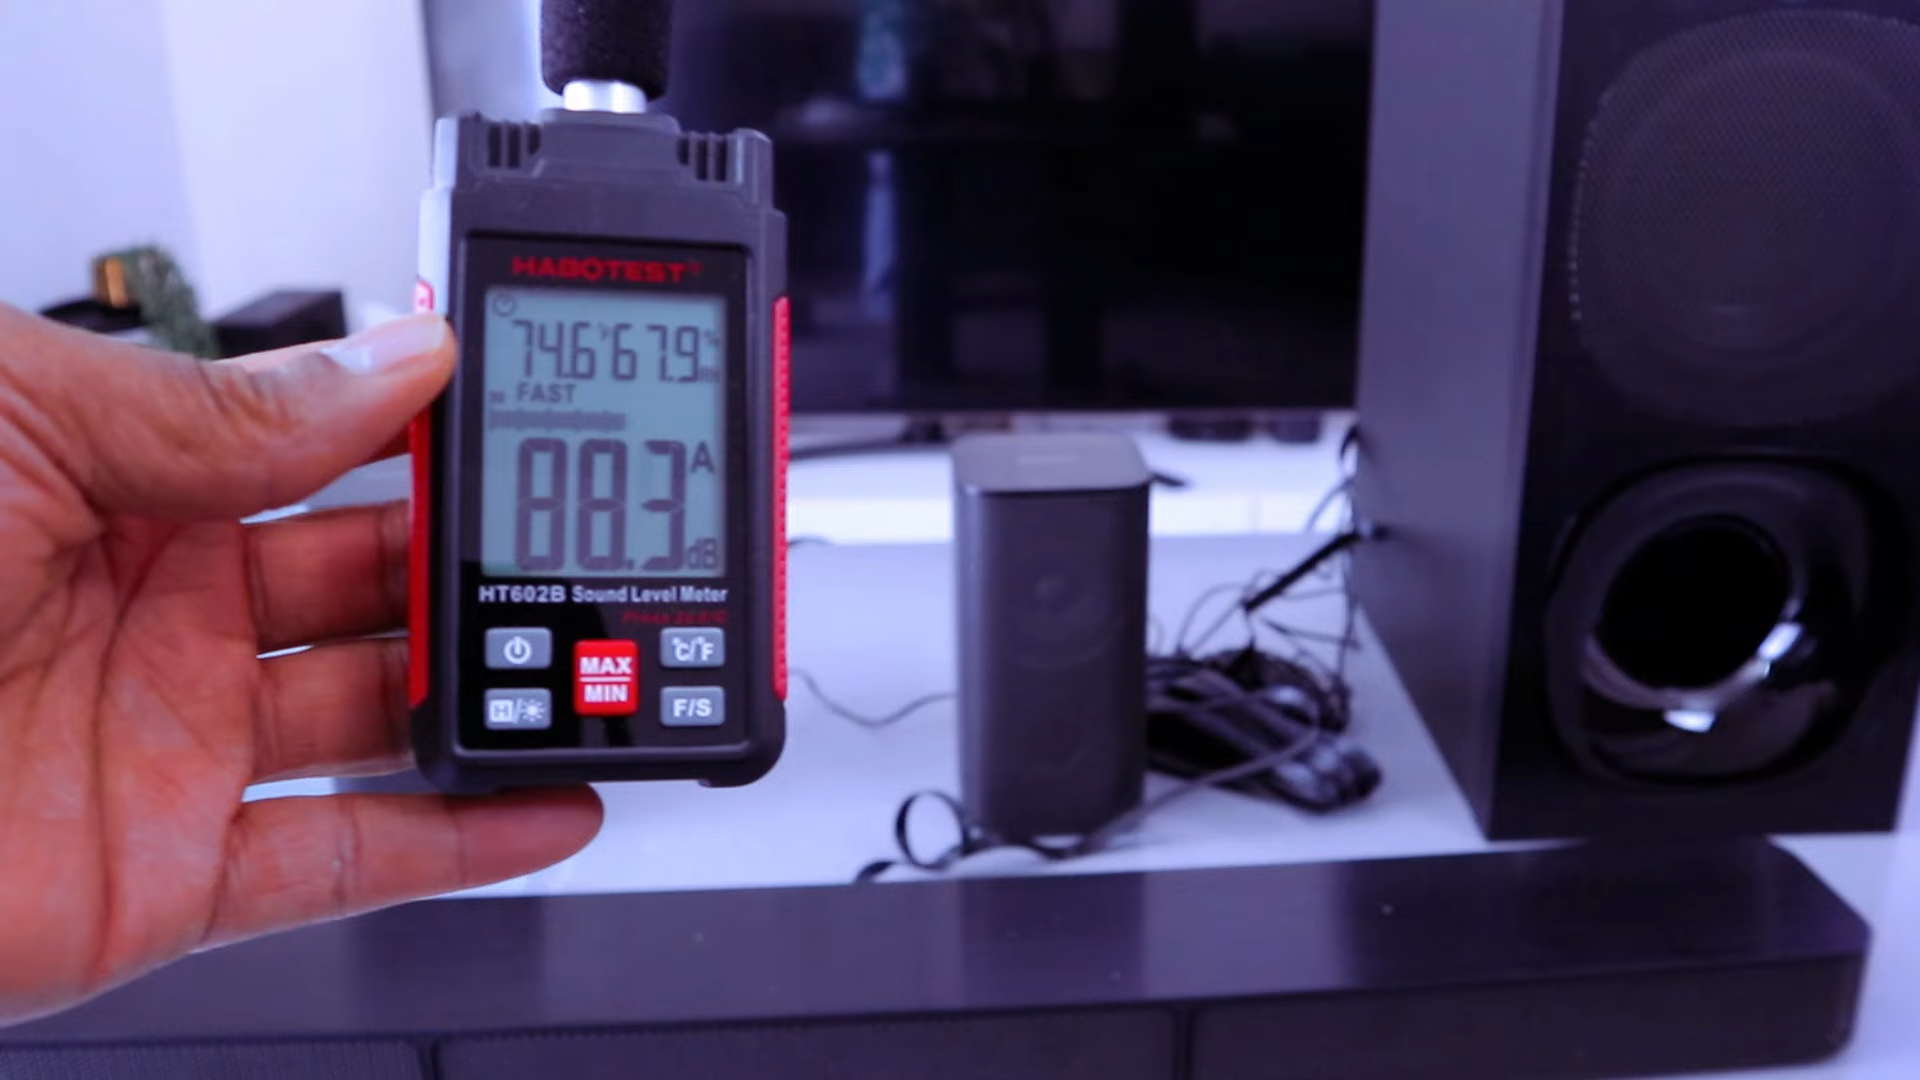 HABOTEST
74.6°F 67.9%
FAST
88.3 A
dB
HT602B Sound Level Meter
MAX
MIN
°C/°F
H/☀
F/S